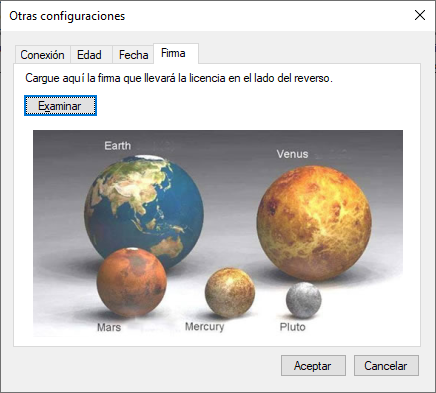 Otras configuraciones
Conexión Edad Fecha Firma
Cargue aquí la firma que llevará la licencia en el lado del reverso.
Examinar
Earth
Venus
Mars Mercury Pluto
Aceptar Cancelar